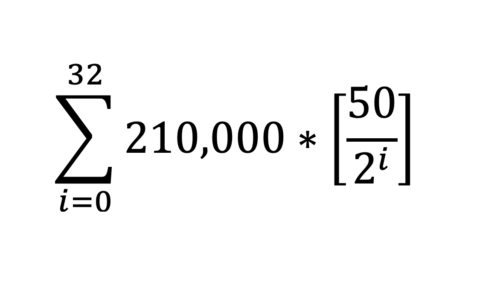 32
∑ 210,000 * [50/2^i]
i=0